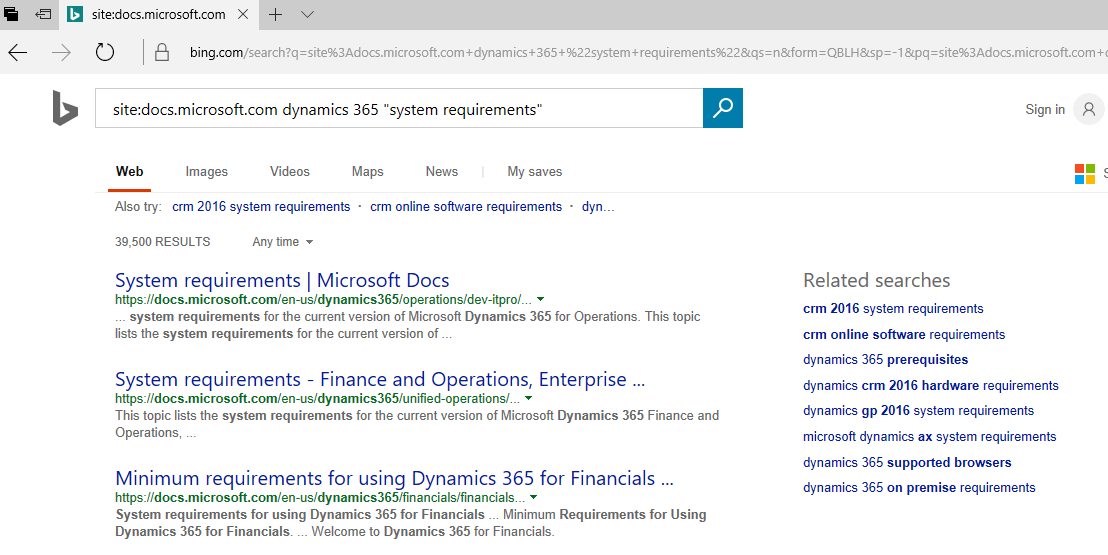 site:docs.microsoft.com
bing.com/search?q=site%3Adocs.microsoft.com+dynamics+365+%22system+requirements%22&qs=n&form=QBLH&sp=-1&pq=site%3Adocs.microsoft.com+
site:docs.microsoft.com dynamics 365 "system requirements"
Sign in
Web Images Videos Maps News | My saves
Also try: crm 2016 system requirements · crm online software requirements · dyn...
39,500 RESULTS Any time
System requirements | Microsoft Docs
https://docs.microsoft.com/en-us/dynamics365/operations/dev-itpro/...
... system requirements for the current version of Microsoft Dynamics 365 for Operations. This topic
lists the system requirements for the current version of ...
System requirements - Finance and Operations, Enterprise ...
https://docs.microsoft.com/en-us/dynamics365/unified-operations/...
This topic lists the system requirements for the current version of Microsoft Dynamics 365 Finance and
Operations, ...
Minimum requirements for using Dynamics 365 for Financials ...
https://docs.microsoft.com/en-us/dynamics365/financials/financials...
System requirements for using Dynamics 365 for Financials ... Minimum Requirements for Using
Dynamics 365 for Financials. ... Welcome to Dynamics 365 for Financials.
Related searches
crm 2016 system requirements
crm online software requirements
dynamics 365 prerequisites
dynamics crm 2016 hardware requirements
dynamics gp 2016 system requirements
microsoft dynamics ax system requirements
dynamics 365 supported browsers
dynamics 365 on premise requirements